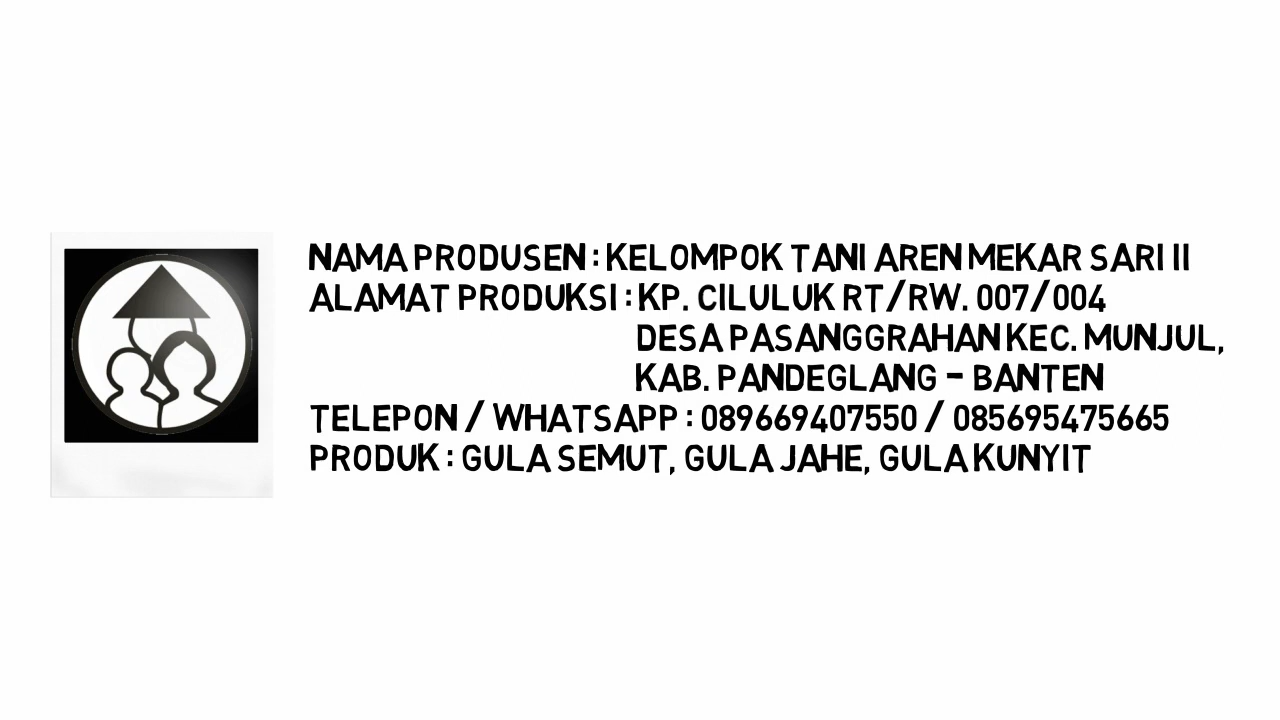 NAMA PRODUSEN : KELOMPOK TANI AREN MEKAR SARI II
ALAMAT PRODUKSI : KP. CILULUK RT/RW. 007/004
DESA PASANGGRAHAN KEC. MUNJUL,
KAB. PANDEGLANG - BANTEN
TELEPON / WHATSAPP : 089669407550 / 085695475665
PRODUK : GULA SEMUT, GULA JAHE, GULA KUNYIT